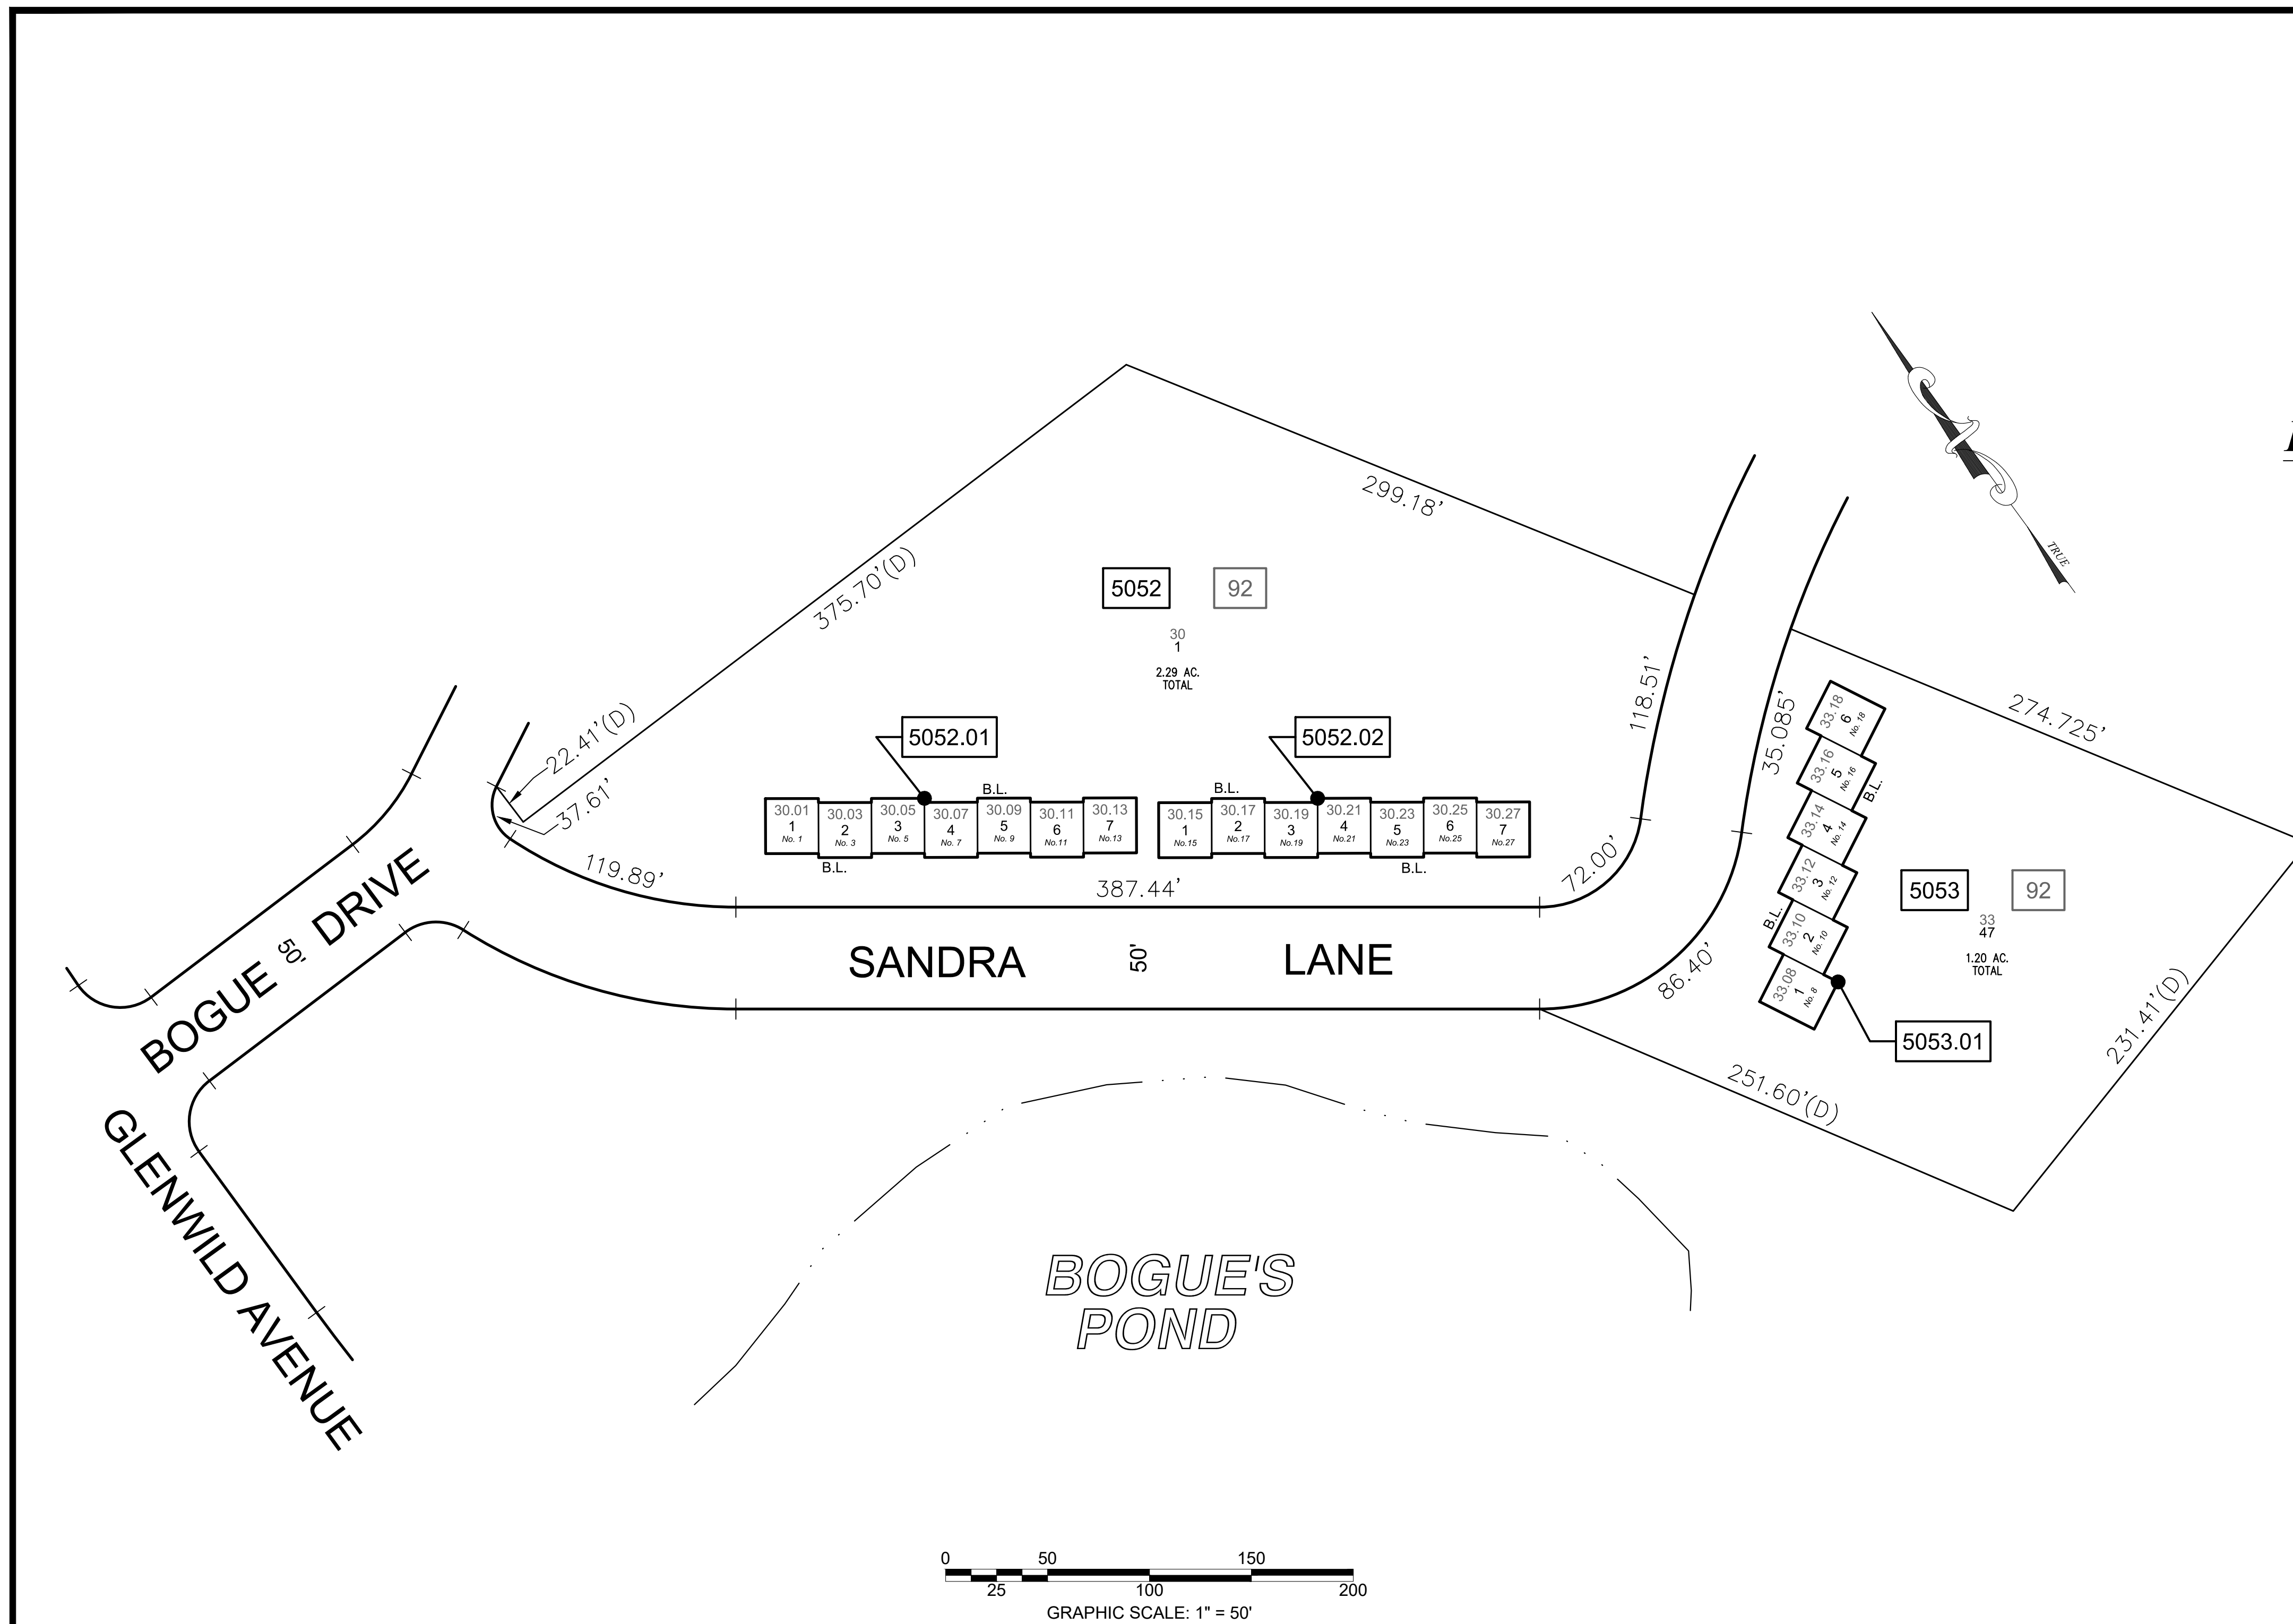 TRUE
299.18'
375.70'(D)
5052
92
30
1
2.29 AC.
TOTAL
118.51'
35.085'
274.725'
22.41'(D)
37.61'
119.89'
5052.01
5052.02
B.L.
B.L.
30.01
1
No. 1
30.03
2
No. 3
30.05
3
No. 5
30.07
4
No. 7
30.09
5
No. 9
30.11
6
No.11
30.13
7
No.13
B.L.
30.15
1
No.15
30.17
2
No.17
30.19
3
No.19
30.21
4
No.21
30.23
5
No.23
30.25
6
No.25
30.27
7
No.27
B.L.
387.44'
72.00'
33.18
6
No. 18
33.16
5
No. 16
B.L.
33.14
4
No. 14
33.12
3
No. 12
B.L.
33.10
2
No. 10
33.08
1
No. 8
5053
92
33
47
1.20 AC.
TOTAL
5053.01
86.40'
251.60'(D)
231.41'(D)
BOGUE 50' DRIVE
SANDRA 50' LANE
GLENWILD AVENUE
BOGUE'S
POND
0 50 150
25 100 200
GRAPHIC SCALE: 1" = 50'